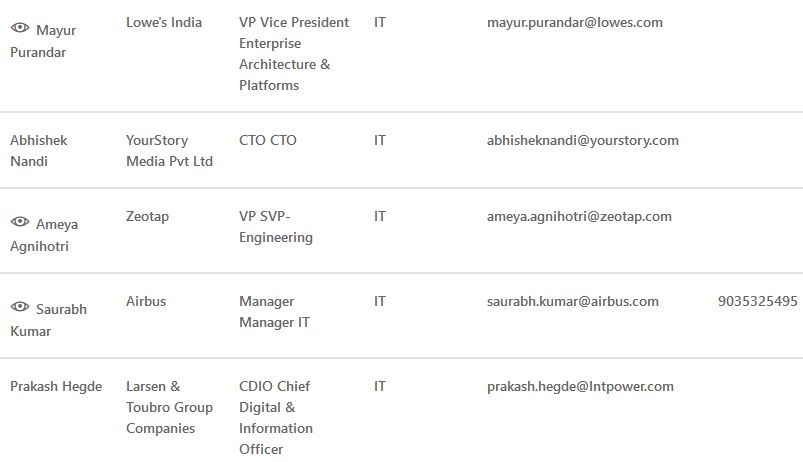 Mayur Purandar Lowe's India VP Vice President Enterprise Architecture & Platforms IT mayur.purandar@lowes.com
Abhishek Nandi YourStory Media Pvt Ltd CTO CTO IT abhisheknandi@yourstory.com
Ameya Agnihotri Zeotap VP SVP-Engineering IT ameya.agnihotri@zeotap.com
Saurabh Kumar Airbus Manager Manager IT IT saurabh.kumar@airbus.com 9035325495
Prakash Hegde Larsen & Toubro Group Companies CDIO Chief Digital & Information Officer IT prakash.hegde@lntpower.com